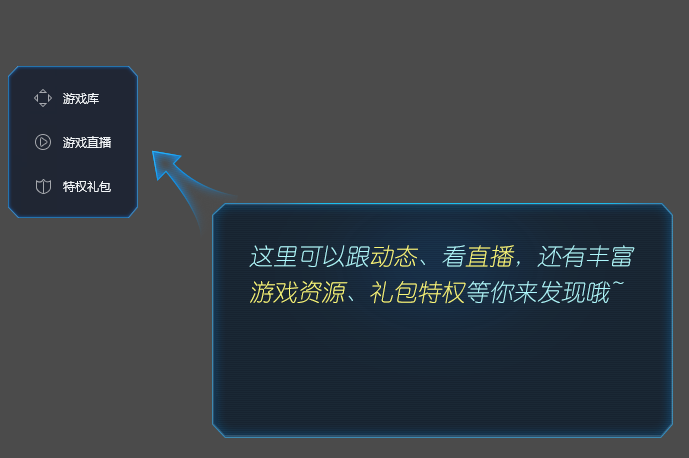 游戏库
游戏直播
特权礼包
这里可以跟动态、看直播，还有丰富
游戏资源、礼包特权等你来发现哦~